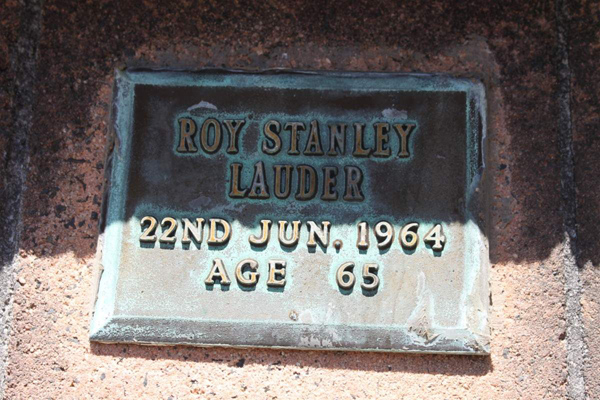 ROY STANLEY
LAUDER
22ND JUN. 1964
AGE 65